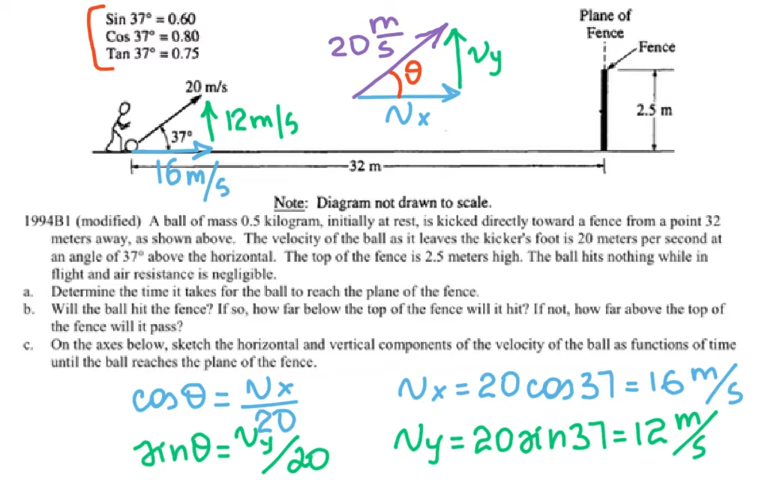 Sin 37° = 0.60
Cos 37° = 0.80
Tan 37° = 0.75
20 m/s
θ
Ny
Nx
Plane of
Fence
Fence
20 m/s
12m/s
37°
2.5 m
16m/s
32 m
Note: Diagram not drawn to scale.
1994B1 (modified) A ball of mass 0.5 kilogram, initially at rest, is kicked directly toward a fence from a point 32
meters away, as shown above. The velocity of the ball as it leaves the kicker's foot is 20 meters per second at
an angle of 37° above the horizontal. The top of the fence is 2.5 meters high. The ball hits nothing while in
flight and air resistance is negligible.
a. Determine the time it takes for the ball to reach the plane of the fence.
b. Will the ball hit the fence? If so, how far below the top of the fence will it hit? If not, how far above the top of
the fence will it pass?
c. On the axes below, sketch the horizontal and vertical components of the velocity of the ball as functions of time
until the ball reaches the plane of the fence.
cosθ = Nx/20
Nx = 20cos37 = 16 m/s
sinθ = Ny/20
Ny = 20sin37 = 12 m/s